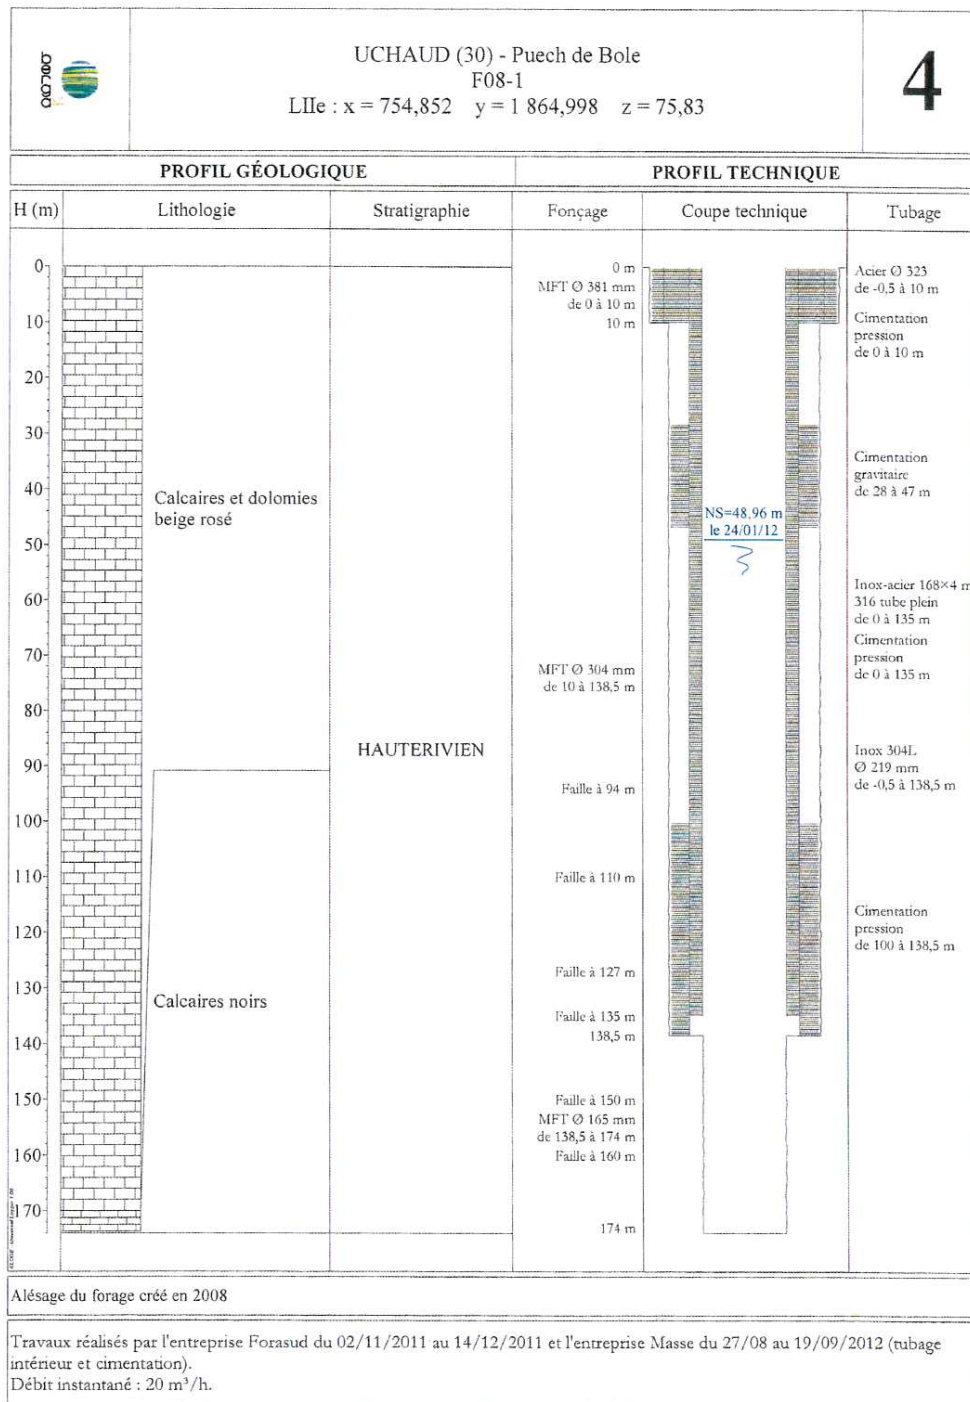 UCHAUD (30) - Puech de Bole
F08-1
LIIe : x = 754,852 y = 1 864,998 z = 75,83
4
PROFIL GÉOLOGIQUE
PROFIL TECHNIQUE
H (m)
Lithologie
Stratigraphie
Fonçage
Coupe technique
Tubage
0
10
20
30
40
50
60
70
80
90
100
110
120
130
140
150
160
170
Calcaires et dolomies
beige rosé
Calcaires noirs
HAUTERIVIEN
0 m
MFT Ø 381 mm
de 0 à 10 m
10 m
MFT Ø 304 mm
de 10 à 138,5 m
Faille à 94 m
Faille à 110 m
Faille à 127 m
Faille à 135 m
138,5 m
Faille à 150 m
MFT Ø 165 mm
de 138,5 à 174 m
Faille à 160 m
174 m
NS=48,96 m
le 24/01/12
Acier Ø 323
de -0,5 à 10 m
Cimentation
pression
de 0 à 10 m
Cimentation
gravitaire
de 28 à 47 m
Inox-acier 168×4 m
316 tube plein
de 0 à 135 m
Cimentation
pression
de 0 à 135 m
Inox 304L
Ø 219 mm
de -0,5 à 138,5 m
Cimentation
pression
de 100 à 138,5 m
Alésage du forage créé en 2008
Travaux réalisés par l'entreprise Forasud du 02/11/2011 au 14/12/2011 et l'entreprise Masse du 27/08 au 19/09/2012 (tubage
intérieur et cimentation).
Débit instantané : 20 m³/h.